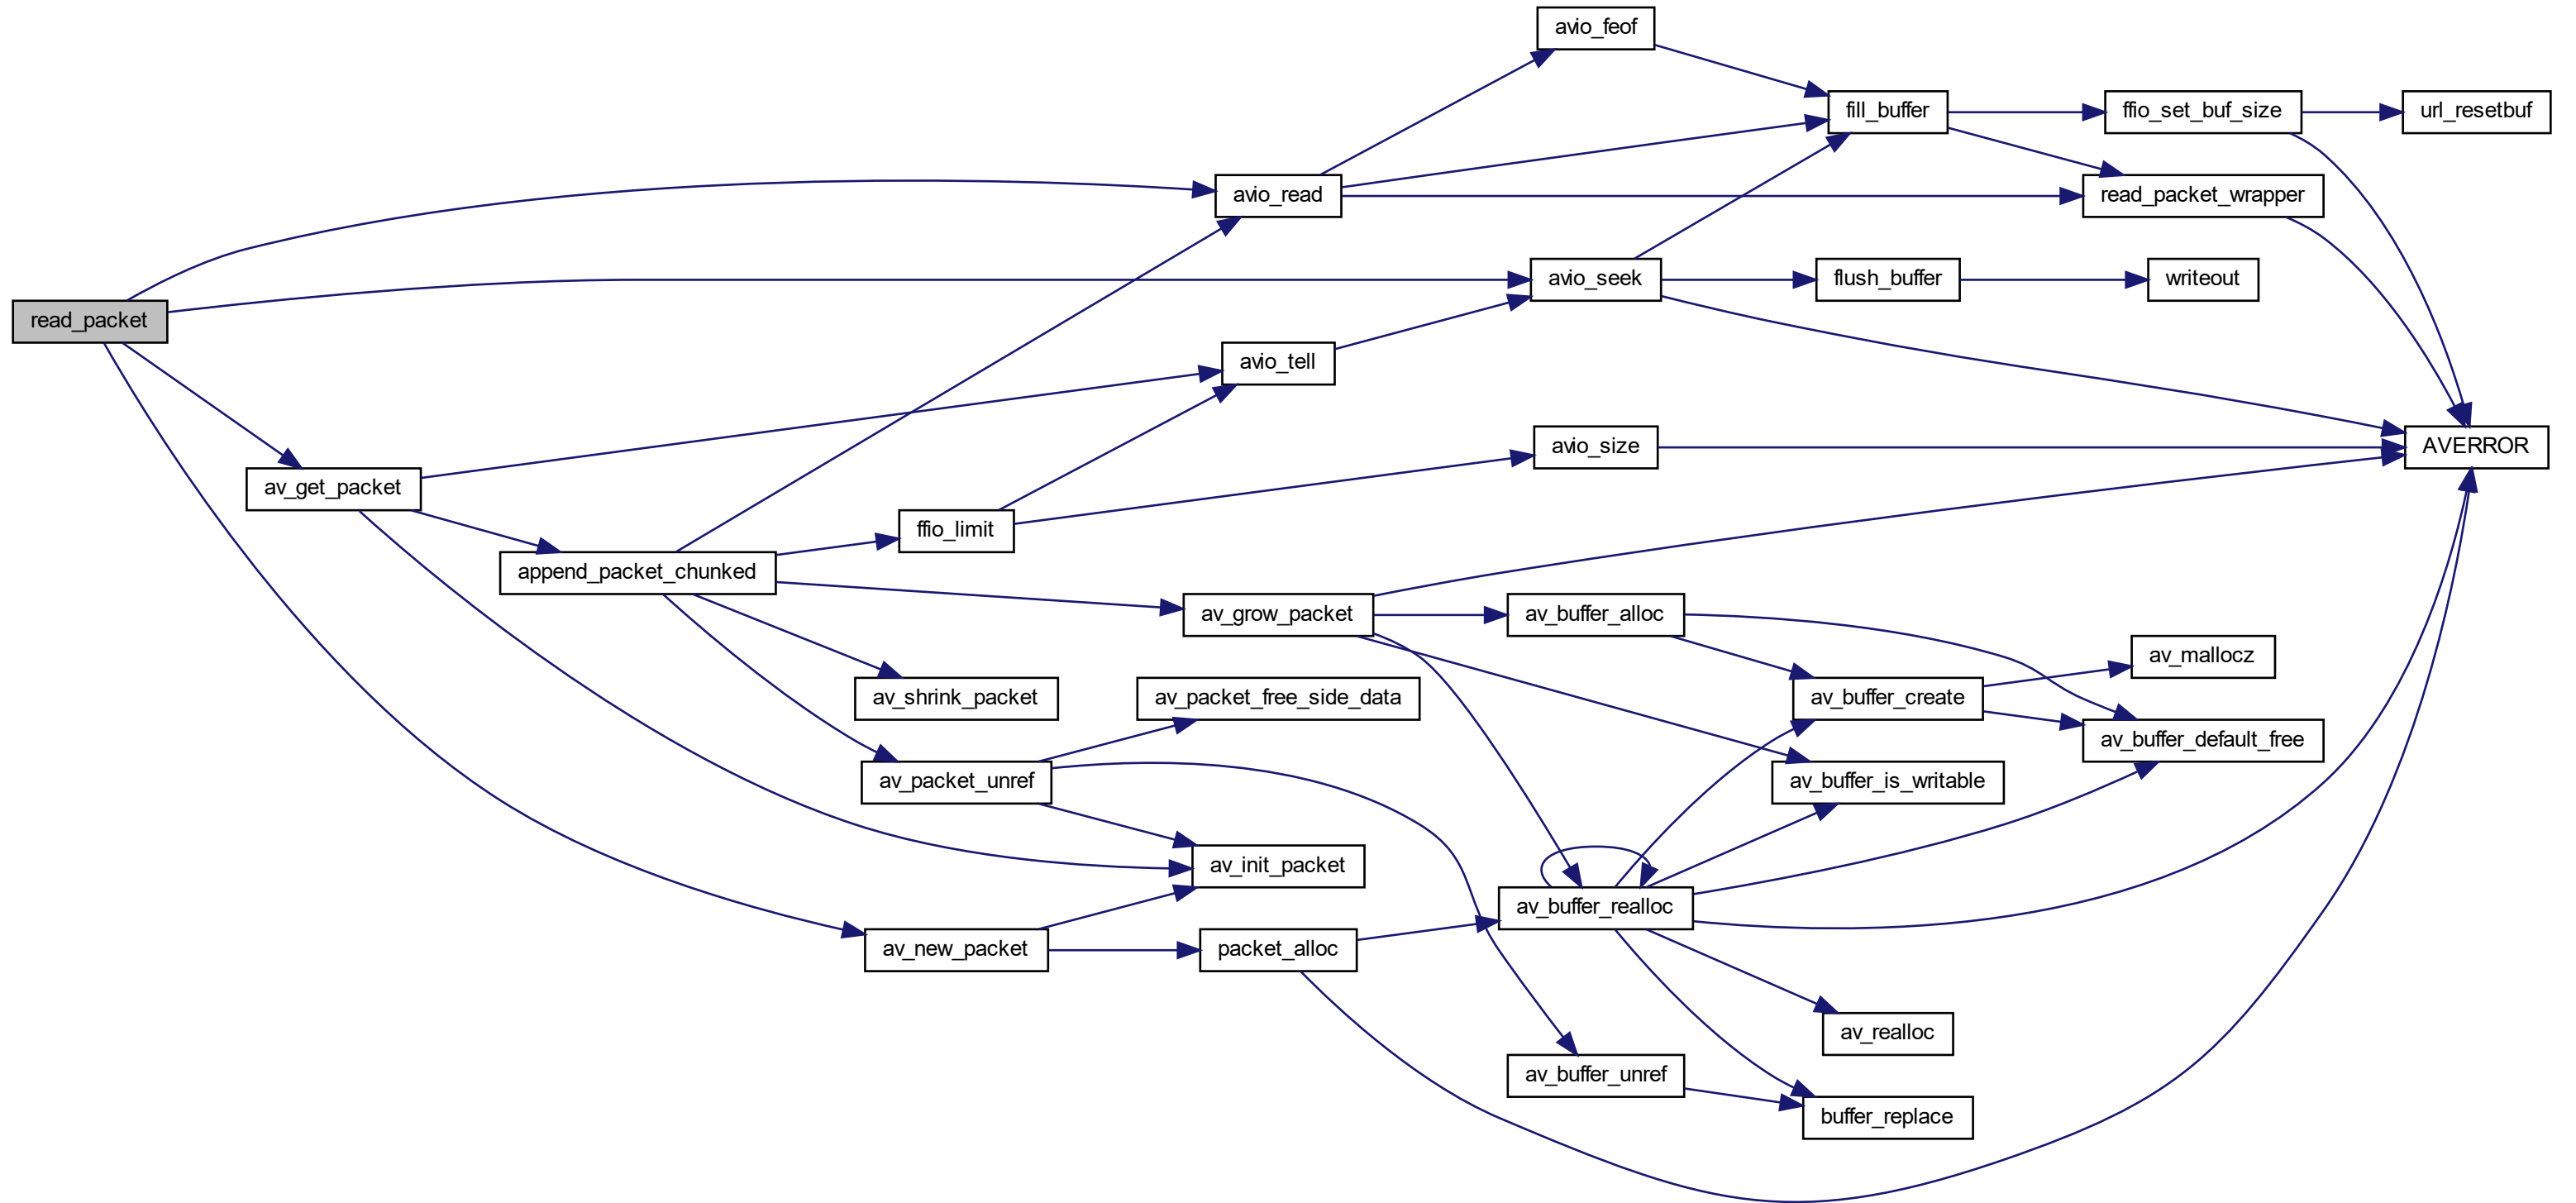 avio_feof
fill_buffer
ffio_set_buf_size
url_resetbuf
avio_read
read_packet_wrapper
avio_seek
flush_buffer
writeout
read_packet
avio_tell
avio_size
AVERROR
av_get_packet
ffio_limit
append_packet_chunked
av_grow_packet
av_buffer_alloc
av_mallocz
av_shrink_packet
av_packet_free_side_data
av_buffer_create
av_buffer_default_free
av_packet_unref
av_buffer_is_writable
av_init_packet
av_buffer_realloc
av_new_packet
packet_alloc
av_realloc
av_buffer_unref
buffer_replace